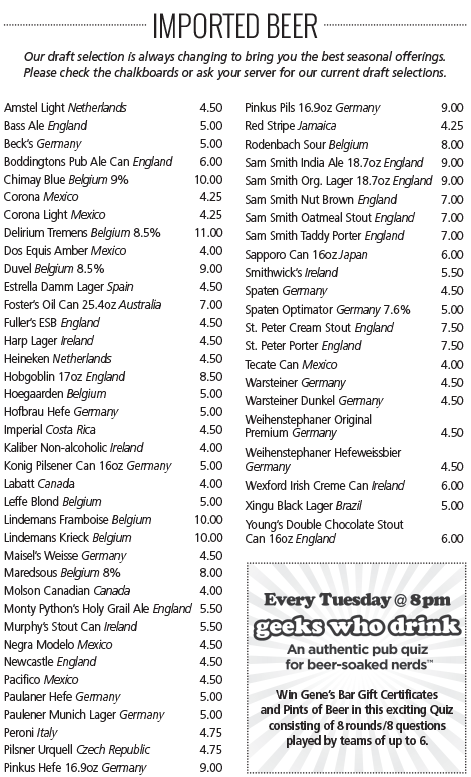 IMPORTED BEER
Our draft selection is always changing to bring you the best seasonal offerings.
Please check the chalkboards or ask your server for our current draft selections.
Amstel Light Netherlands 4.50
Bass Ale England 5.00
Beck's Germany 5.00
Boddingtons Pub Ale Can England 6.00
Chimay Blue Belgium 9% 10.00
Corona Mexico 4.25
Corona Light Mexico 4.25
Delirium Tremens Belgium 8.5% 11.00
Dos Equis Amber Mexico 4.00
Duvel Belgium 8.5% 9.00
Estrella Damm Lager Spain 4.50
Foster's Oil Can 25.4oz Australia 7.00
Fuller's ESB England 4.50
Harp Lager Ireland 4.50
Heineken Netherlands 4.50
Hobgoblin 17oz England 8.50
Hoegaarden Belgium 5.00
Hofbrau Hefe Germany 5.00
Imperial Costa Rica 4.50
Kaliber Non-alcoholic Ireland 4.00
Konig Pilsener Can 16oz Germany 5.00
Labatt Canada 4.00
Leffe Blond Belgium 5.00
Lindemans Framboise Belgium 10.00
Lindemans Krieck Belgium 10.00
Maisel's Weisse Germany 4.50
Maredsous Belgium 8% 8.00
Molson Canadian Canada 4.00
Monty Python's Holy Grail Ale England 5.50
Murphy's Stout Can Ireland 5.50
Negra Modelo Mexico 4.50
Newcastle England 4.50
Pacifico Mexico 4.50
Paulaner Hefe Germany 5.00
Paulener Munich Lager Germany 5.00
Peroni Italy 4.75
Pilsner Urquell Czech Republic 4.75
Pinkus Hefe 16.9oz Germany 9.00
Pinkus Pils 16.9oz Germany 9.00
Red Stripe Jamaica 4.25
Rodenbach Sour Belgium 8.00
Sam Smith India Ale 18.7oz England 9.00
Sam Smith Org. Lager 18.7oz England 9.00
Sam Smith Nut Brown England 7.00
Sam Smith Oatmeal Stout England 7.00
Sam Smith Taddy Porter England 7.00
Sapporo Can 16oz Japan 6.00
Smithwick's Ireland 5.50
Spaten Germany 4.50
Spaten Optimator Germany 7.6% 5.00
St. Peter Cream Stout England 7.50
St. Peter Porter England 7.50
Tecate Can Mexico 4.00
Warsteiner Germany 4.50
Warsteiner Dunkel Germany 4.50
Weihenstephaner Original
Premium Germany 4.50
Weihenstephaner Hefeweissbier
Germany 4.50
Wexford Irish Creme Can Ireland 6.00
Xingu Black Lager Brazil 5.00
Young's Double Chocolate Stout
Can 16oz England 6.00
Every Tuesday @ 8pm
geeks who drink
An authentic pub quiz
for beer-soaked nerds™
Win Gene's Bar Gift Certificates
and Pints of Beer in this exciting Quiz
consisting of 8 rounds/8 questions
played by teams of up to 6.